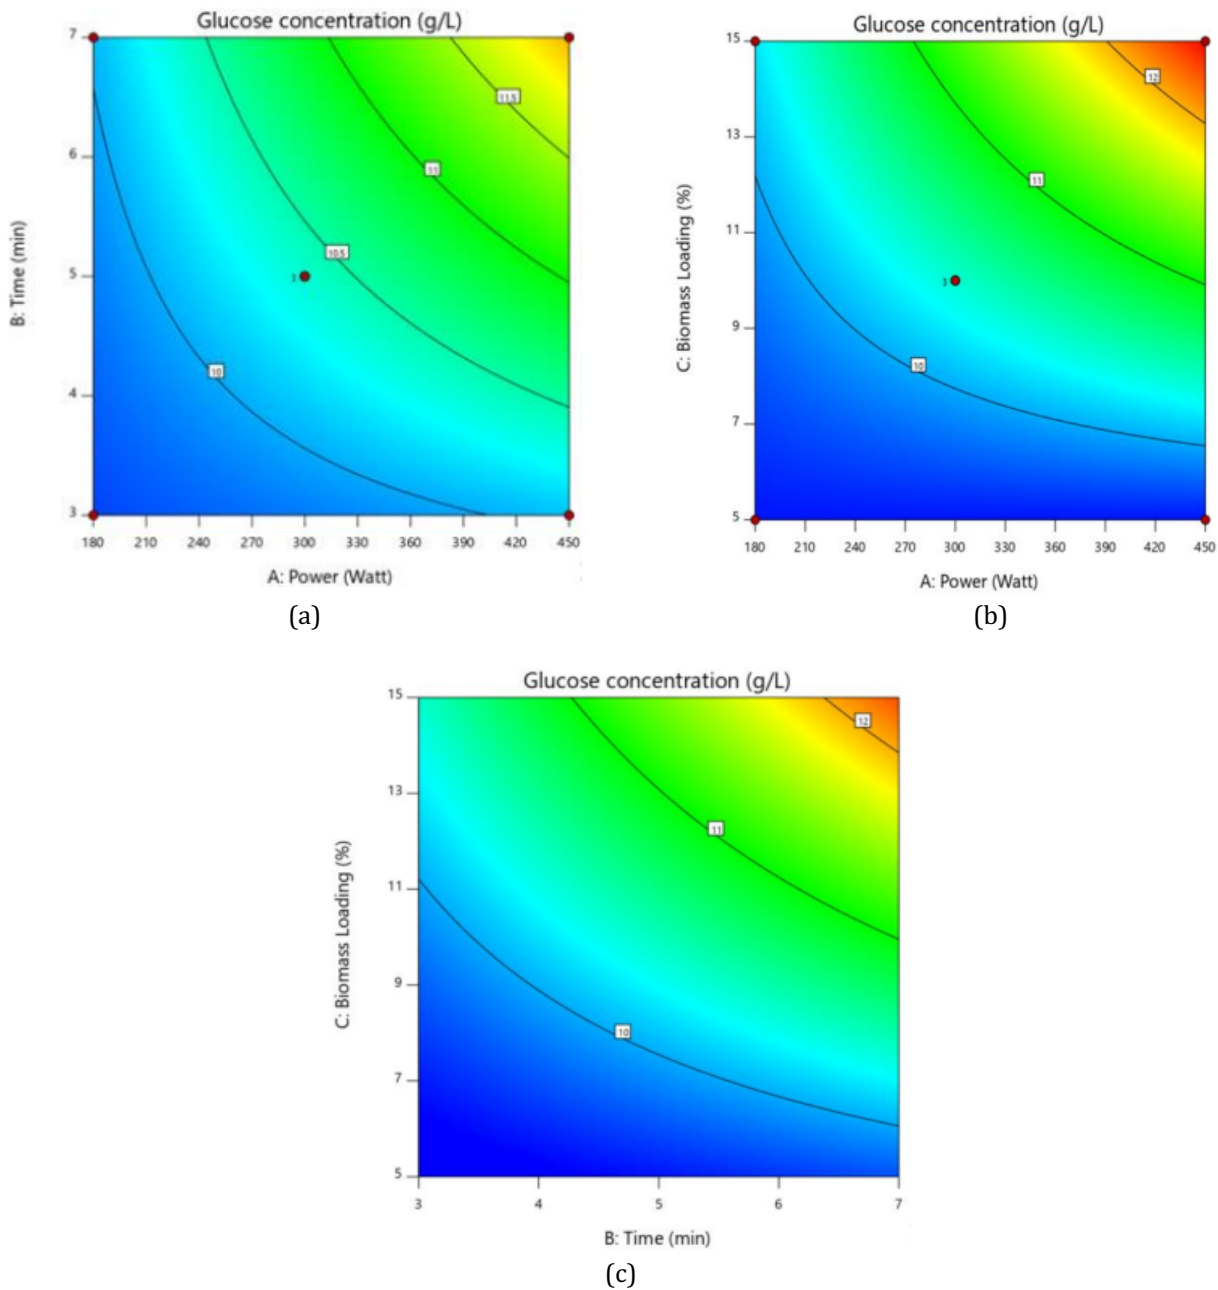 Glucose concentration (g/L)
7
6
5
4
3
B: Time (min)
11.5
11
10.5
3
10
180 210 240 270 300 330 360 390 420 450
A: Power (Watt)
(a)
Glucose concentration (g/L)
15
13
11
9
7
5
C: Biomass Loading (%)
12
11
3
10
180 210 240 270 300 330 360 390 420 450
A: Power (Watt)
(b)
Glucose concentration (g/L)
15
13
11
9
7
5
C: Biomass Loading (%)
12
11
10
3 4 5 6 7
B: Time (min)
(c)